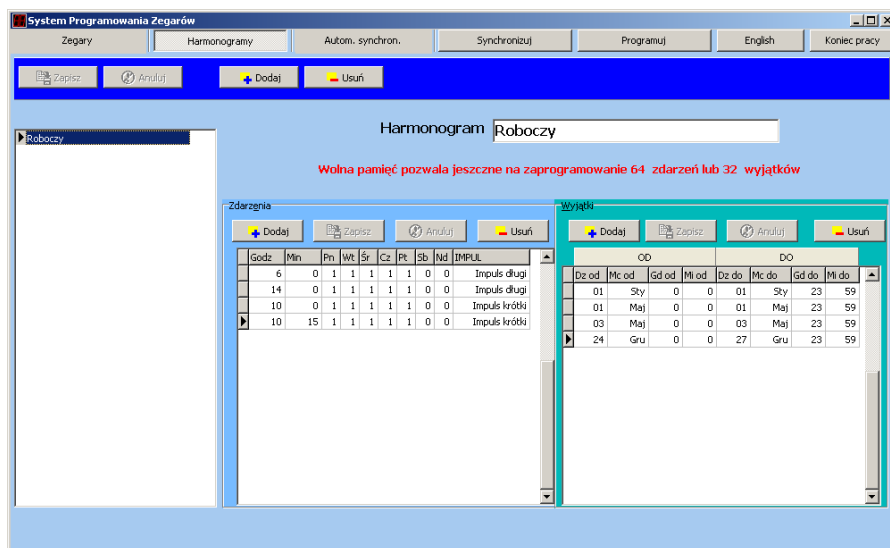 System Programowania Zegarów
Zegary Harmonogramy Autom. synchron. Synchronizuj Programuj English Koniec pracy
Zapisz Anuluj Dodaj Usuń
Roboczy
Harmonogram Roboczy
Wolna pamięć pozwala jeszczne na zaprogramowanie 64 zdarzeń lub 32 wyjątków
Zdarzenia
Dodaj Zapisz Anuluj Usuń
Godz Min Pn Wt Śr Cz Pt Sb Nd IMPUL
6 0 1 1 1 1 1 0 0 Impuls długi
14 0 1 1 1 1 1 0 0 Impuls długi
10 0 1 1 1 1 1 0 0 Impuls krótki
10 15 1 1 1 1 1 0 0 Impuls krótki
Wyjątki
Dodaj Zapisz Anuluj Usuń
OD DO
Dz od Mc od Gd od Mi od Dz do Mc do Gd do Mi do
01 Sty 0 0 01 Sty 23 59
01 Maj 0 0 01 Maj 23 59
03 Maj 0 0 03 Maj 23 59
24 Gru 0 0 27 Gru 23 59